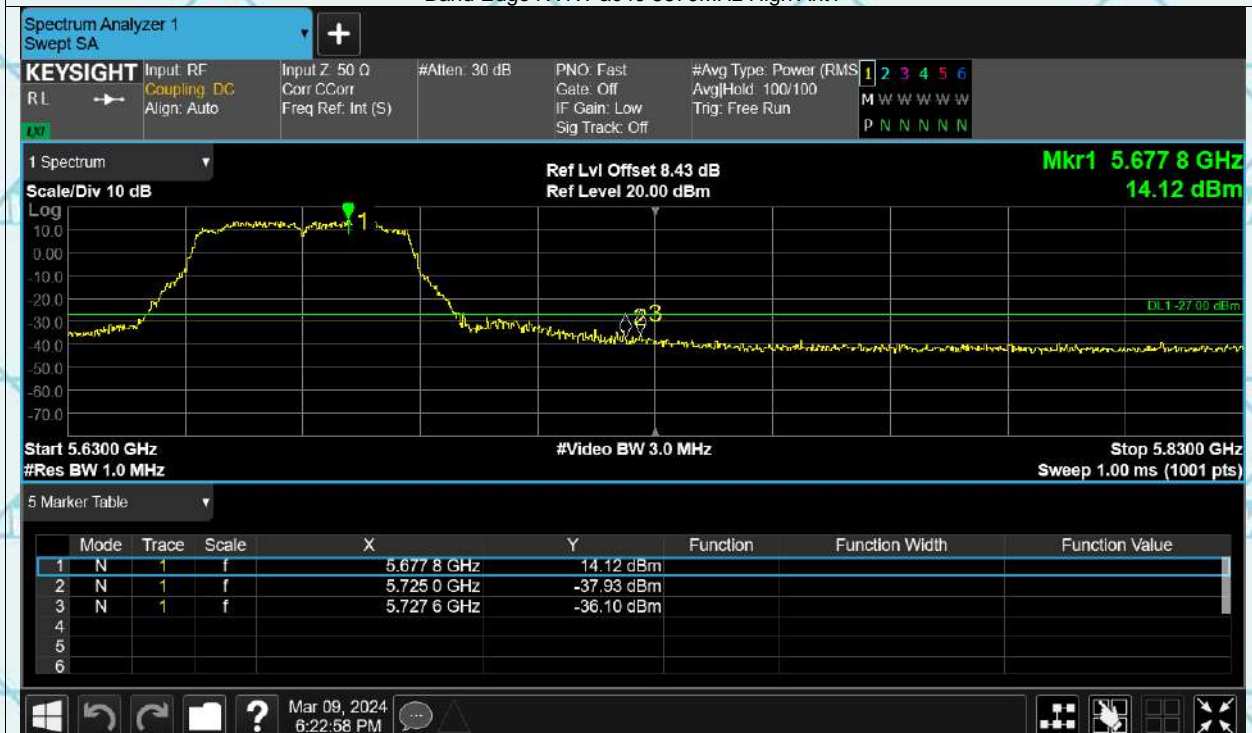 Spectrum Analyzer 1
Swept SA
+
KEYSIGHT
RL
LXI
Input: RF
Coupling: DC
Align: Auto
Input Z: 50 Ω
Corr CCorr
Freq Ref: Int (S)
#Atten: 30 dB
PNO: Fast
Gate: Off
IF Gain: Low
Sig Track: Off
#Avg Type: Power (RMS
Avg|Hold: 100/100
Trig: Free Run
1 2 3 4 5 6
M W W W W W
P N N N N N
1 Spectrum
Scale/Div 10 dB
Ref Lvl Offset 8.43 dB
Ref Level 20.00 dBm
Mkr1 5.677 8 GHz
14.12 dBm
Log
10.0
0.00
-10.0
-20.0
-30.0
-40.0
-50.0
-60.0
-70.0
1
2
3
DL1 -27.00 dBm
Start 5.6300 GHz
#Video BW 3.0 MHz
Stop 5.8300 GHz
#Res BW 1.0 MHz
Sweep 1.00 ms (1001 pts)
5 Marker Table
Mode Trace Scale X Y Function Function Width Function Value
1 N 1 f 5.677 8 GHz 14.12 dBm
2 N 1 f 5.725 0 GHz -37.93 dBm
3 N 1 f 5.727 6 GHz -36.10 dBm
4
5
6
?
Mar 09, 2024
6:22:58 PM